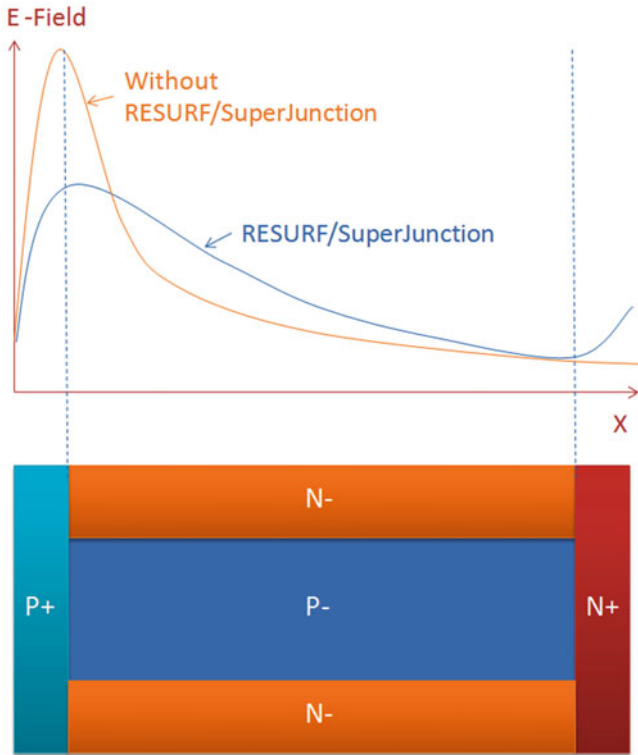 E -Field
Without
RESURF/SuperJunction
RESURF/SuperJunction
X
N-
P+
P-
N+
N-